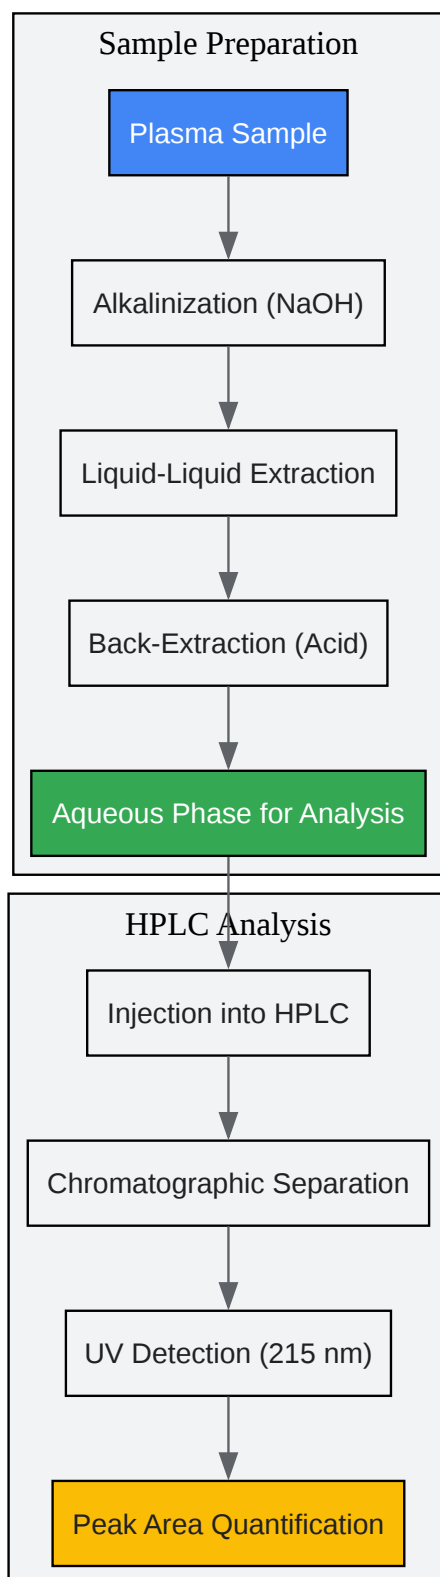 Sample Preparation
Plasma Sample
Alkalinization (NaOH)
Liquid-Liquid Extraction
Back-Extraction (Acid)
Aqueous Phase for Analysis
HPLC Analysis
Injection into HPLC
Chromatographic Separation
UV Detection (215 nm)
Peak Area Quantification